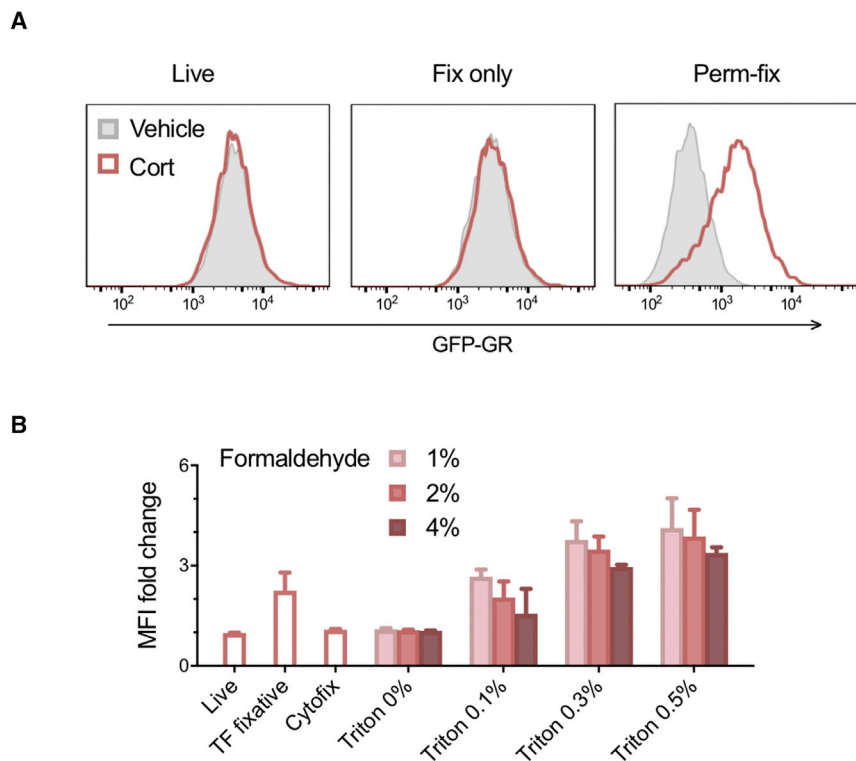 A
Live Fix only Perm-fix
Vehicle
Cort
10² 10³ 10⁴ 10² 10³ 10⁴ 10² 10³ 10⁴
GFP-GR
B
Formaldehyde 1%
2%
4%
MFI fold change
6
3
0
Live TF fixative Cytofix Triton 0% Triton 0.1% Triton 0.3% Triton 0.5%